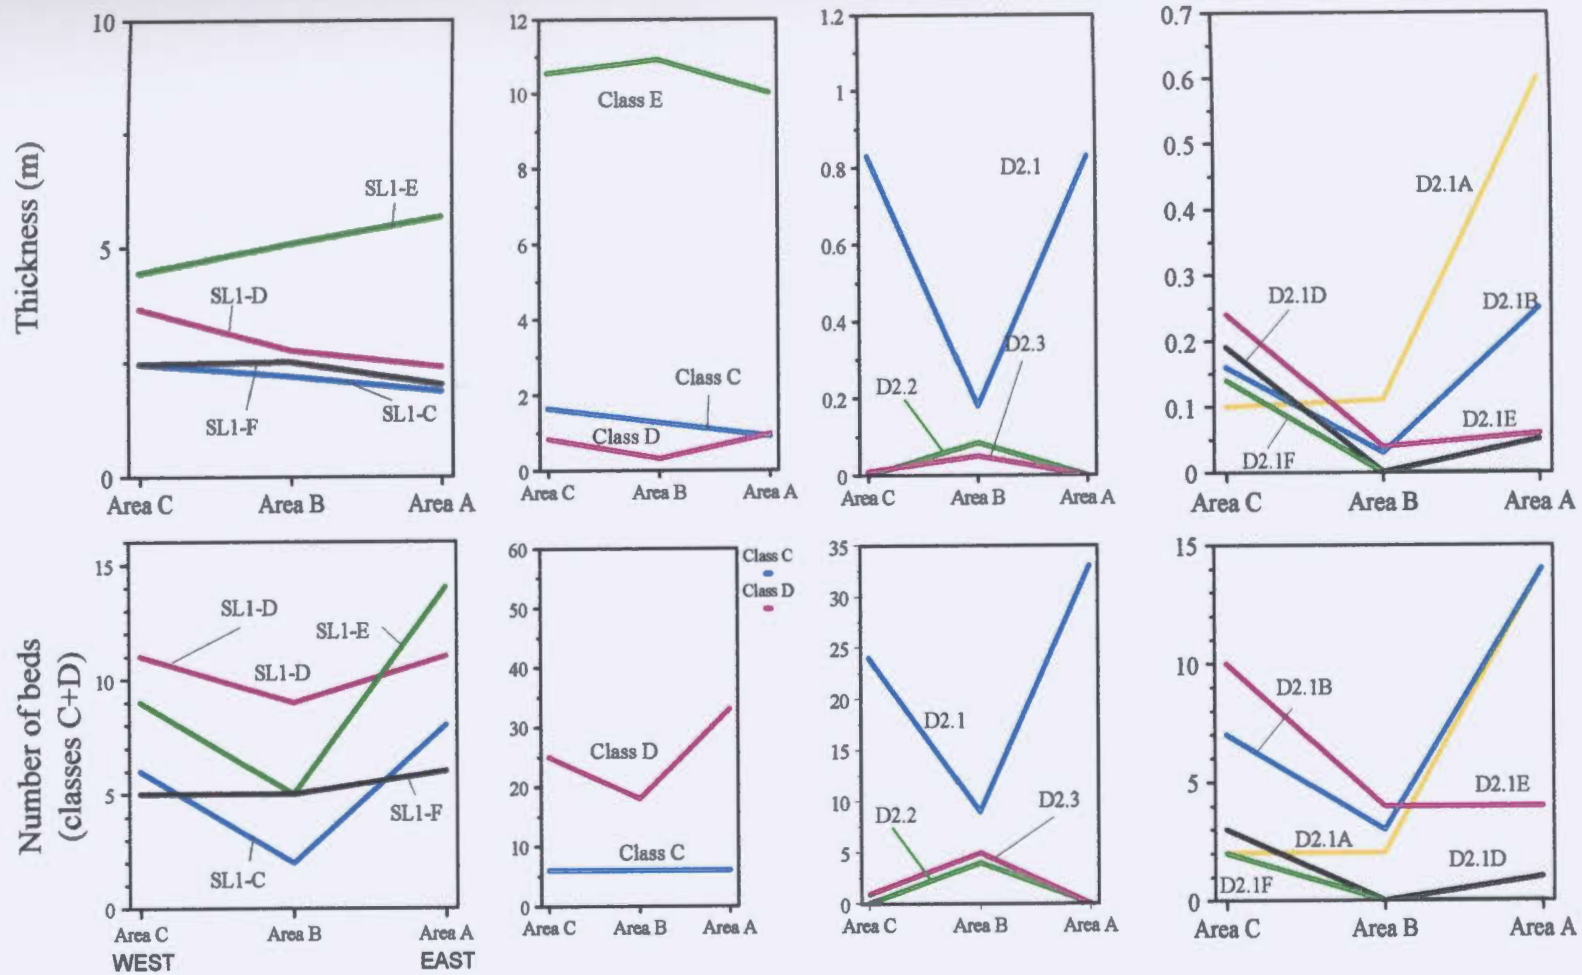 Thickness (m)
10
5
0
SL1-E
SL1-D
SL1-F
SL1-C
Area C Area B Area A
12
10
8
6
4
2
0
Class E
Class C
Class D
Area C Area B Area A
1.2
1
0.8
0.6
0.4
0.2
0
D2.1
D2.3
D2.2
Area C Area B Area A
0.7
0.6
0.5
0.4
0.3
0.2
0.1
0
D2.1A
D2.1D
D2.1B
D2.1E
D2.1F
Area C Area B Area A
Number of beds
(classes C+D)
15
10
5
0
SL1-D
SL1-E
SL1-D
SL1-F
SL1-C
Area C Area B Area A
WEST EAST
60
50
40
30
20
10
0
Class C
Class D
Class D
Class C
Area C Area B Area A
35
30
25
20
15
10
5
0
D2.1
D2.2
D2.3
Area C Area B Area A
15
10
5
0
D2.1B
D2.1E
D2.1A
D2.1D
D2.1F
Area C Area B Area A